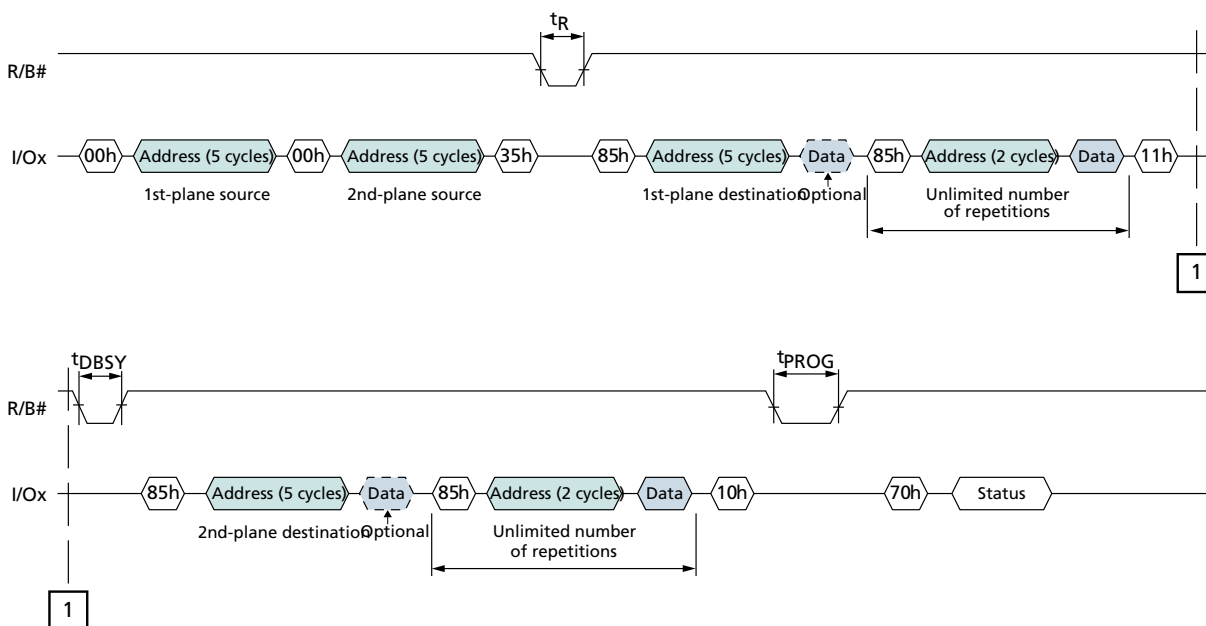 tR
R/B#
I/Ox 00h Address (5 cycles) 00h Address (5 cycles) 35h 85h Address (5 cycles) Data 85h Address (2 cycles) Data 11h
1st-plane source 2nd-plane source 1st-plane destination Optional Unlimited number
of repetitions
1
tDBSY tPROG
R/B#
I/Ox 85h Address (5 cycles) Data 85h Address (2 cycles) Data 10h 70h Status
2nd-plane destination Optional Unlimited number
of repetitions
1